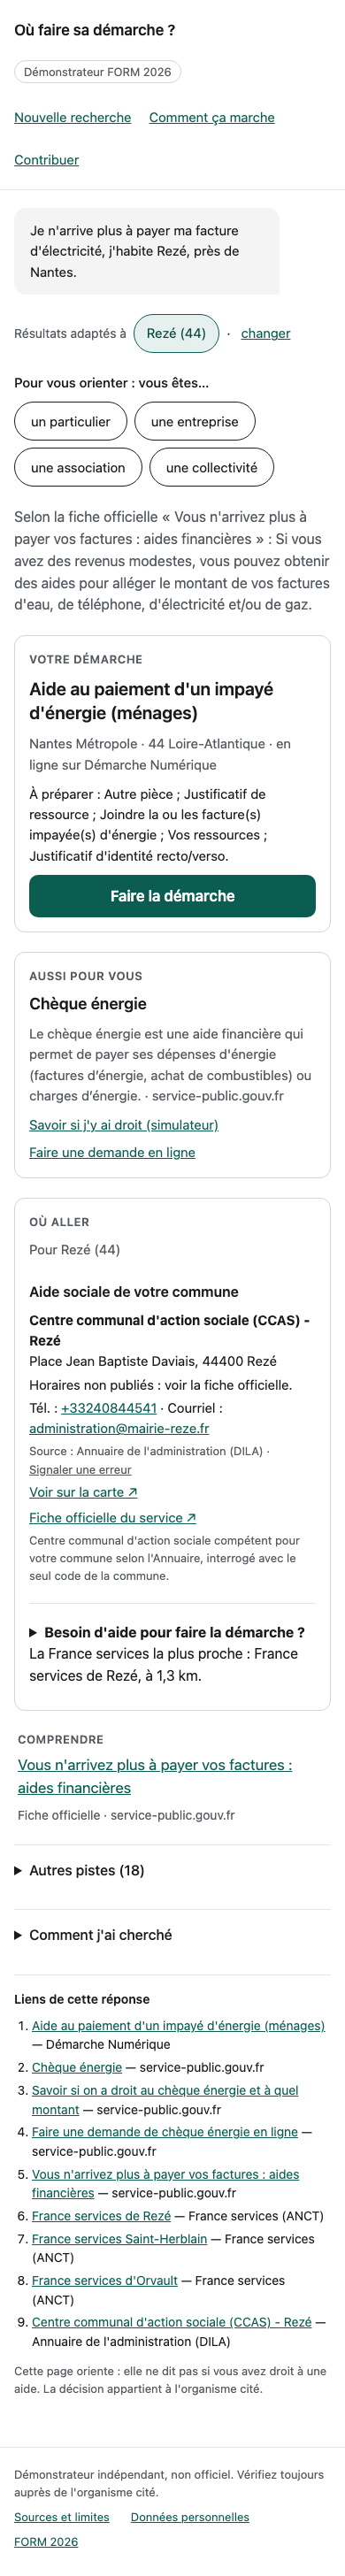 Où faire sa démarche ?
Démonstrateur FORM 2026
Nouvelle recherche Comment ça marche
Contribuer
Je n'arrive plus à payer ma facture
d'électricité, j'habite Rezé, près de
Nantes.
Résultats adaptés à Rezé (44) · changer
Pour vous orienter : vous êtes...
un particulier une entreprise
une association une collectivité
Selon la fiche officielle « Vous n'arrivez plus à
payer vos factures : aides financières » : Si vous
avez des revenus modestes, vous pouvez obtenir
des aides pour alléger le montant de vos factures
d'eau, de téléphone, d'électricité et/ou de gaz.
VOTRE DÉMARCHE
Aide au paiement d'un impayé
d'énergie (ménages)
Nantes Métropole · 44 Loire-Atlantique · en
ligne sur Démarche Numérique
À préparer : Autre pièce ; Justificatif de
ressource ; Joindre la ou les facture(s)
impayée(s) d'énergie ; Vos ressources ;
Justificatif d'identité recto/verso.
Faire la démarche
AUSSI POUR VOUS
Chèque énergie
Le chèque énergie est une aide financière qui
permet de payer ses dépenses d'énergie
(factures d’énergie, achat de combustibles) ou
charges d’énergie. · service-public.gouv.fr
Savoir si j'y ai droit (simulateur)
Faire une demande en ligne
OÙ ALLER
Pour Rezé (44)
Aide sociale de votre commune
Centre communal d'action sociale (CCAS) -
Rezé
Place Jean Baptiste Daviais, 44400 Rezé
Horaires non publiés : voir la fiche officielle.
Tél. : +33240844541 · Courriel :
administration@mairie-reze.fr
Source : Annuaire de l'administration (DILA) ·
Signaler une erreur
Voir sur la carte ↗
Fiche officielle du service ↗
Centre communal d'action sociale compétent pour
votre commune selon l'Annuaire, interrogé avec le
seul code de la commune.
▶ Besoin d'aide pour faire la démarche ?
La France services la plus proche : France
services de Rezé, à 1,3 km.
COMPRENDRE
Vous n'arrivez plus à payer vos factures :
aides financières
Fiche officielle · service-public.gouv.fr
▶ Autres pistes (18)
▶ Comment j'ai cherché
Liens de cette réponse
1. Aide au paiement d'un impayé d'énergie (ménages)
— Démarche Numérique
2. Chèque énergie — service-public.gouv.fr
3. Savoir si on a droit au chèque énergie et à quel
montant — service-public.gouv.fr
4. Faire une demande de chèque énergie en ligne —
service-public.gouv.fr
5. Vous n'arrivez plus à payer vos factures : aides
financières — service-public.gouv.fr
6. France services de Rezé — France services (ANCT)
7. France services Saint-Herblain — France services
(ANCT)
8. France services d'Orvault — France services
(ANCT)
9. Centre communal d'action sociale (CCAS) - Rezé —
Annuaire de l'administration (DILA)
Cette page oriente : elle ne dit pas si vous avez droit à une
aide. La décision appartient à l'organisme cité.
Démonstrateur indépendant, non officiel. Vérifiez toujours
auprès de l'organisme cité.
Sources et limites Données personnelles
FORM 2026